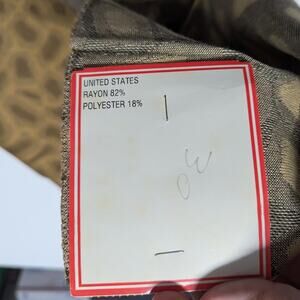 UNITED STATES
RAYON 82%
POLYESTER 18%